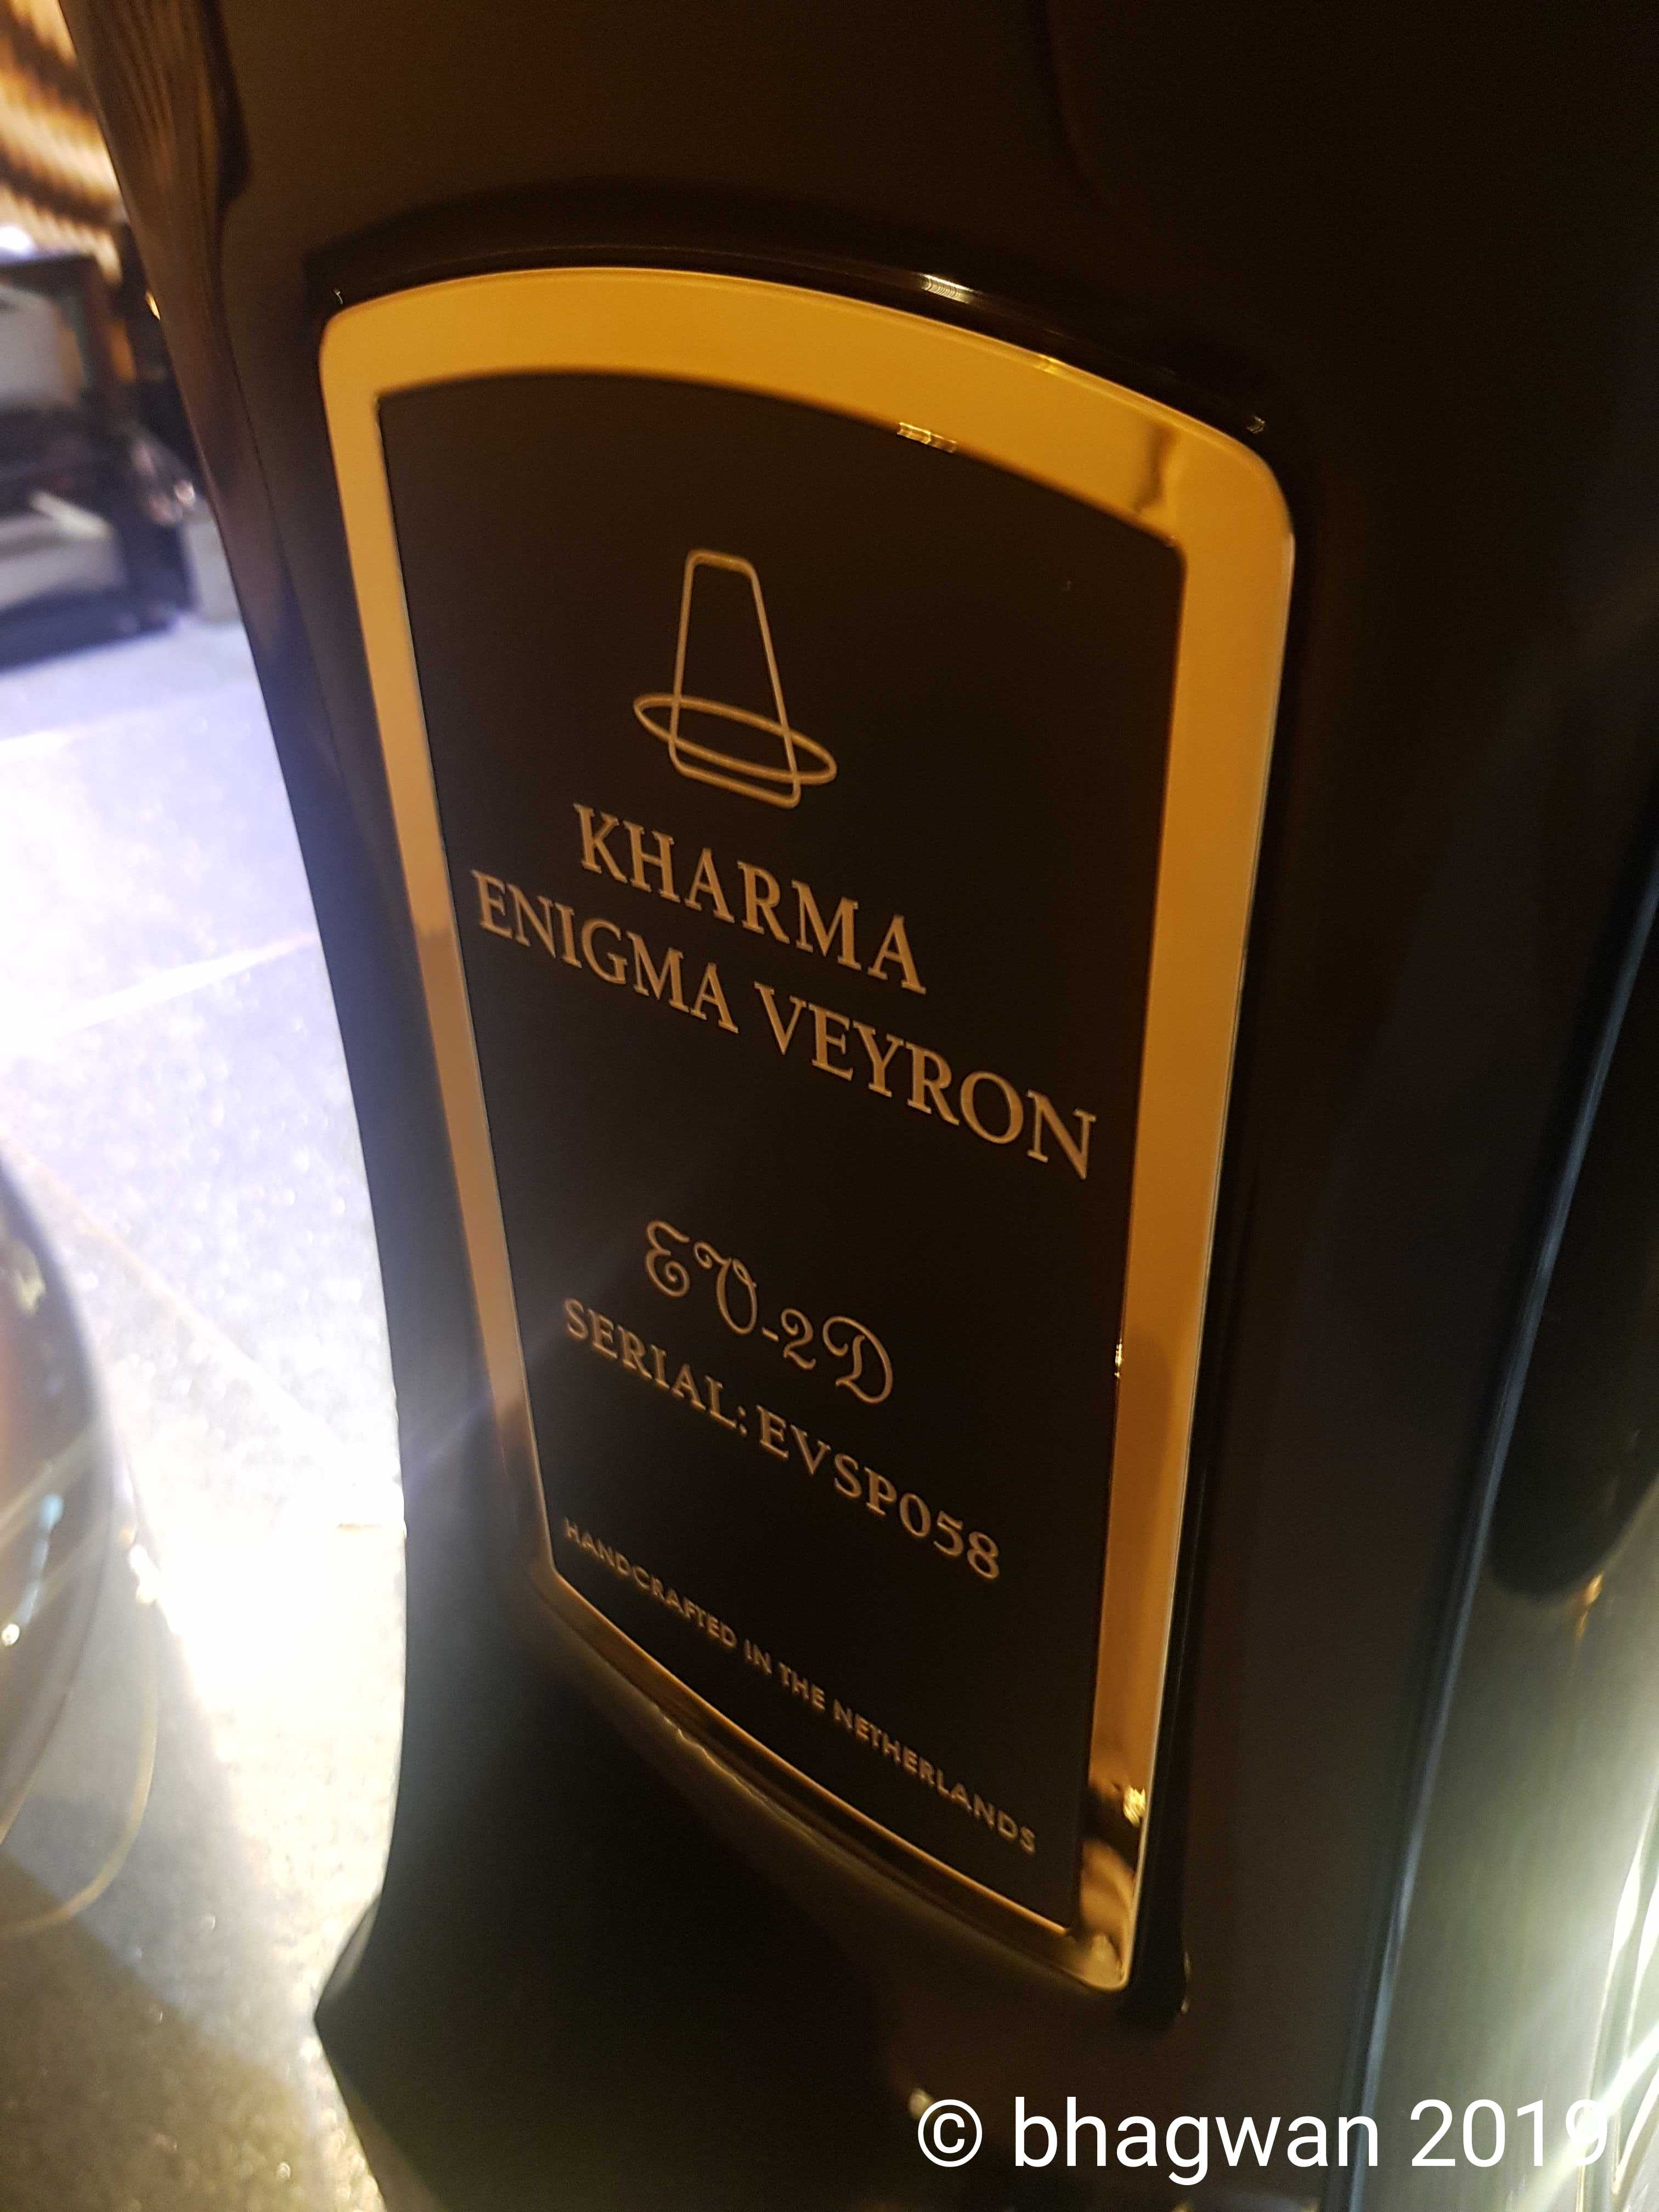 KHARMA
ENIGMA VEYRON
EV-2D
SERIAL: EVSP058
HANDCRAFTED IN THE NETHERLANDS
© bhagwan 2019